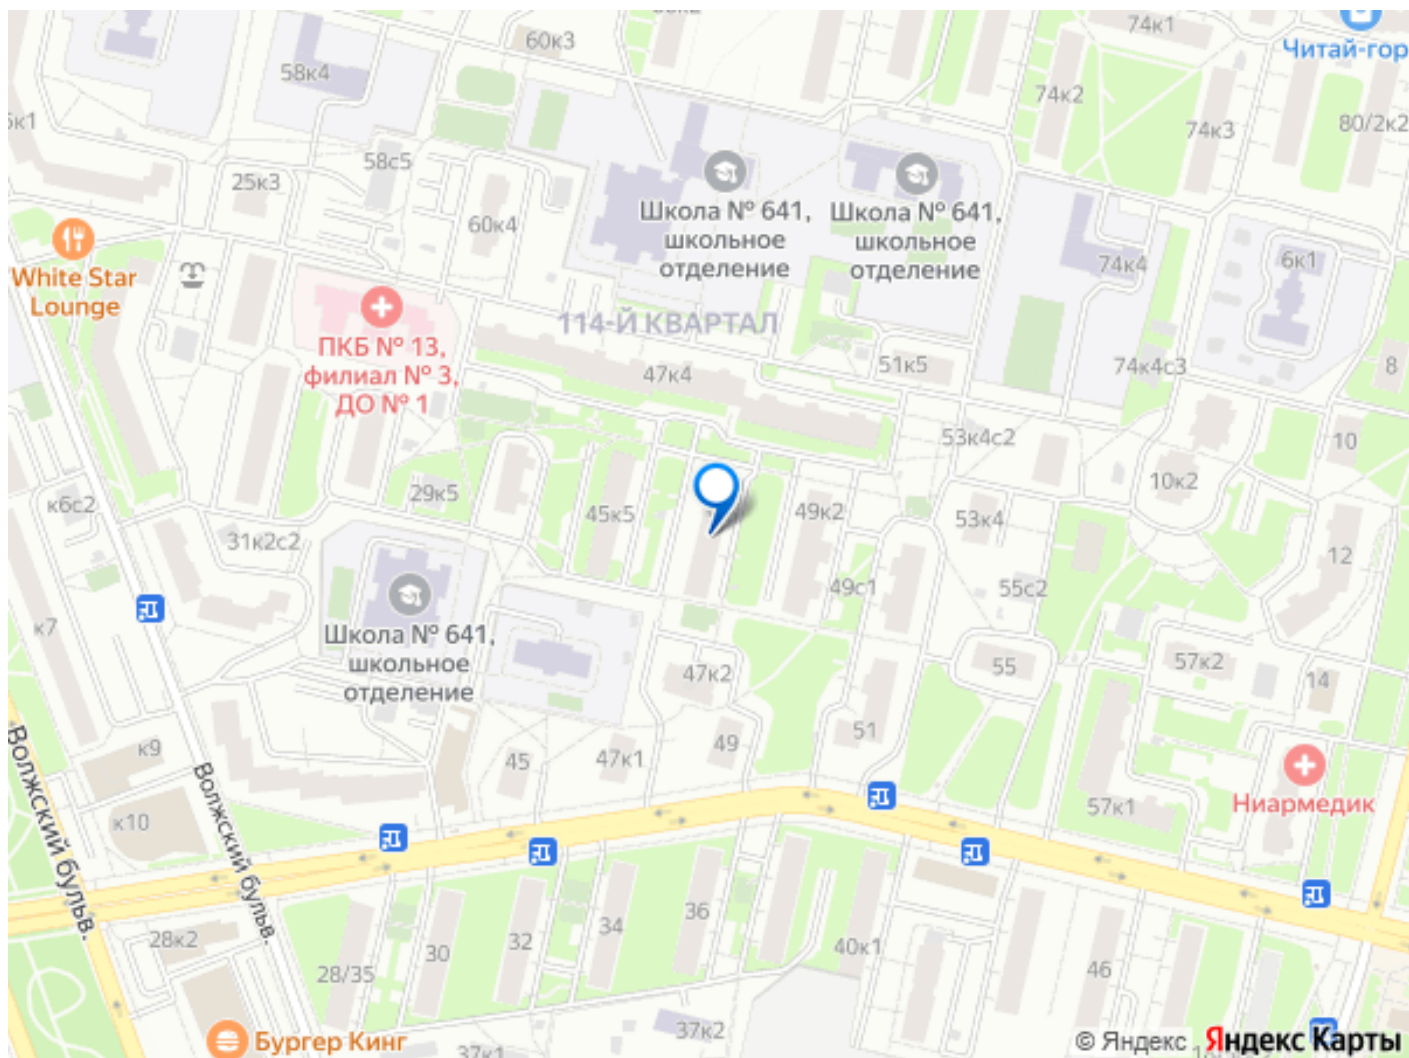 74к1
Читай-гор
60к3
58к4
74к2
74к3
80/2к2
58с5
25к3
60к4
Школа № 641,
школьное
отделение
Школа № 641,
школьное
отделение
74к4
6к1
White Star
Lounge
114-Й КВАРТАЛ
ПКБ № 13,
филиал № 3,
ДО № 1
47к4
51к5
74к4с3
8
53к4с2
10
10к2
к6с2
29к5
45к5
49к2
53к4
31к2с2
12
49с1
55с2
к7
Школа № 641,
школьное
отделение
47к2
55
57к2
14
к9
45
47к1
49
51
Ниармедик
57к1
к10
Волжский бульв.
Волжский бульв.
28к2
28/35
30
32
34
36
40к1
46
37к2
Бургер Кинг
37к1
© Яндекс Яндекс Карты